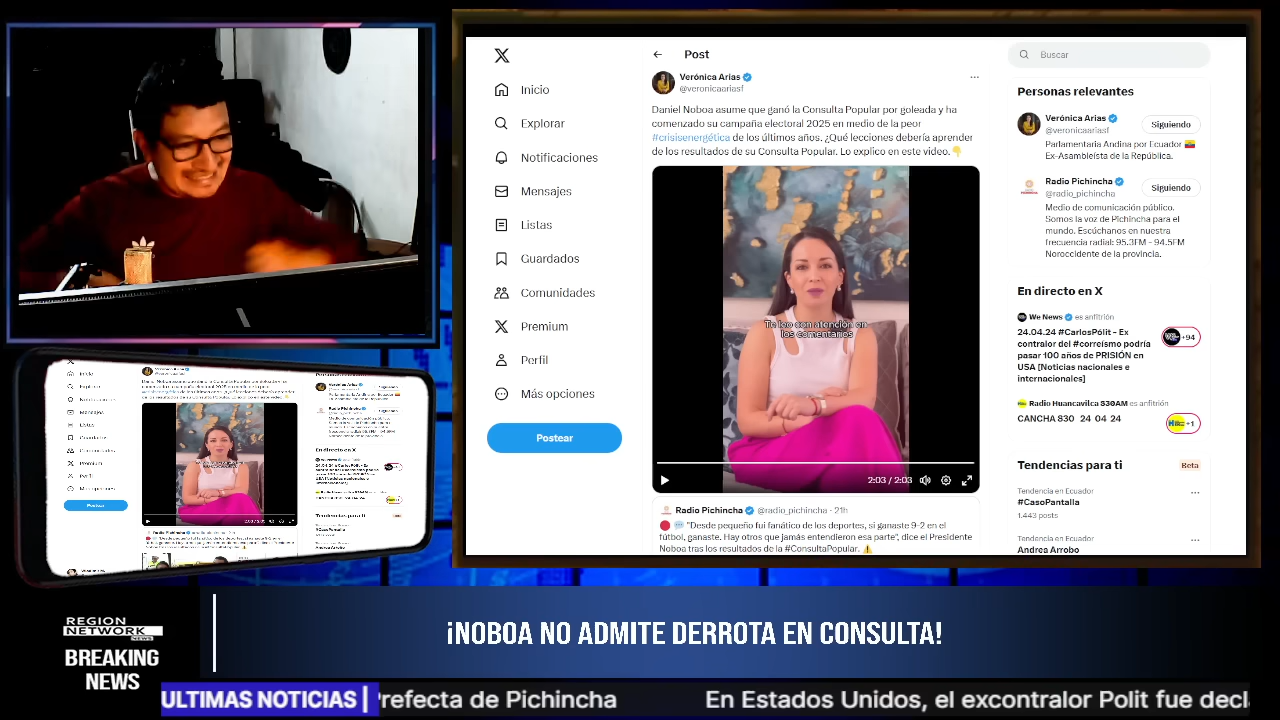 Post
Buscar
Inicio
Explorar
Notificaciones
Mensajes
Listas
Guardados
Comunidades
Premium
Perfil
Más opciones
Postear
Verónica Arias
@veronicaariasf
Daniel Noboa asume que ganó la Consulta Popular por goleada y ha
comenzado su campaña electoral 2025 en medio de la peor
#crisisenergética de los últimos años. ¿Qué lecciones debería aprender
de los resultados de su Consulta Popular. Lo explico en este video. 👇
Te leo con atención en
los comentarios
2:03 / 2:03
Radio Pichincha @radio_pichincha · 21h
🔴 💬 "Desde pequeño fui fanático de los deportes, si ganaste 9-2 en el
fútbol, ganaste. Hay otros que jamás entendieron esa parte", dice el Presidente
Noboa tras los resultados de la #ConsultaPopular. ⚠️
Personas relevantes
Verónica Arias
@veronicaariasf
Siguiendo
Parlamentaria Andina por Ecuador 🇪🇨
Ex-Asambleísta de la República.
Radio Pichincha
@radio_pichincha
Siguiendo
Medio de comunicación público.
Somos la voz de Pichincha para el
mundo. Escúchanos en nuestra
frecuencia radial: 95.3FM - 94.5FM
Noroccidente de la provincia.
En directo en X
We News es anfitrión
24.04.24 #CarlosPólit - Ex
contralor del #correísmo podría
pasar 100 años de PRISIÓN en
USA [Noticias nacionales e
internacionales]
+94
Radio Huancavilca 830AM es anfitrión
CANCHA 830 24 04 24
+1
Tendencias para ti
Beta
Tendencia en Ecuador
#CasoPantalla
1.443 posts
Tendencia en Ecuador
Andrea Arrobo
REGION
NETWORK
NEWS
BREAKING
NEWS
¡NOBOA NO ADMITE DERROTA EN CONSULTA!
ULTIMAS NOTICIAS | Prefecta de Pichincha En Estados Unidos, el excontralor Polit fue decl